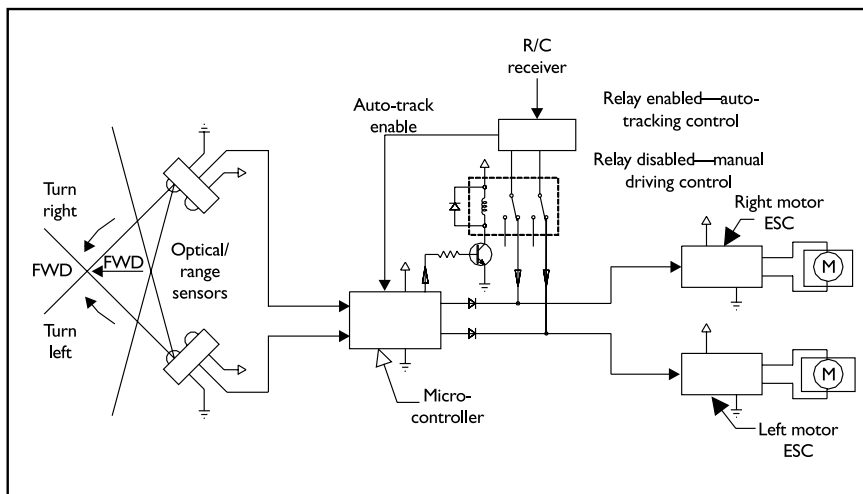 R/C
receiver
Auto-track
enable
Relay enabled—auto-
tracking control
Relay disabled—manual
driving control
Turn
right
FWD
FWD
Turn
left
Optical/
range
sensors
Micro-
controller
Right motor
ESC
M
M
Left motor
ESC